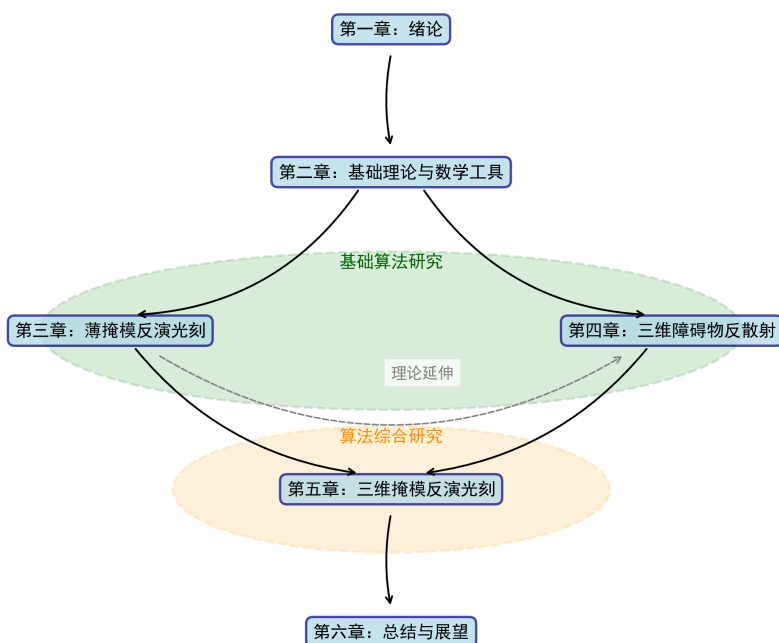 第一章：绪论
第二章：基础理论与数学工具
基础算法研究
第三章：薄掩模反演光刻
第四章：三维障碍物反散射
理论延伸
算法综合研究
第五章：三维掩模反演光刻
第六章：总结与展望